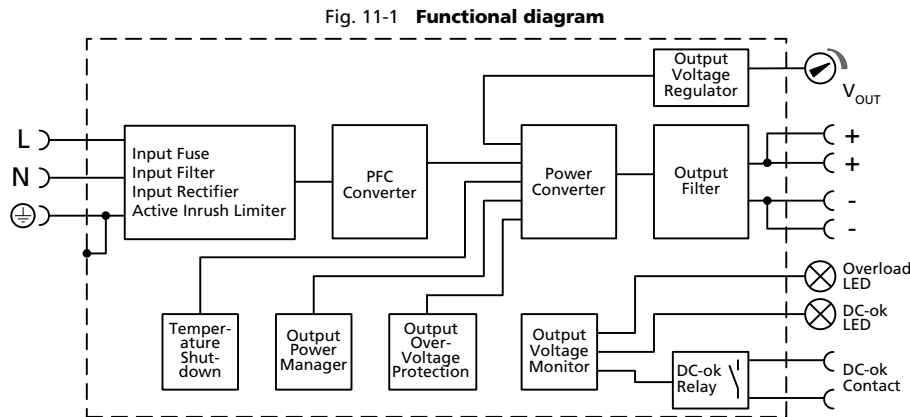 Fig. 11-1 Functional diagram
Output
Voltage
Regulator
VOUT
L
N
Input Fuse
Input Filter
Input Rectifier
Active Inrush Limiter
PFC
Converter
Power
Converter
Output
Filter
+
+
-
-
Temper-
ature
Shut-
down
Output
Power
Manager
Output
Over-
Voltage
Protection
Output
Voltage
Monitor
Overload
LED
DC-ok
LED
DC-ok
Relay
DC-ok
Contact